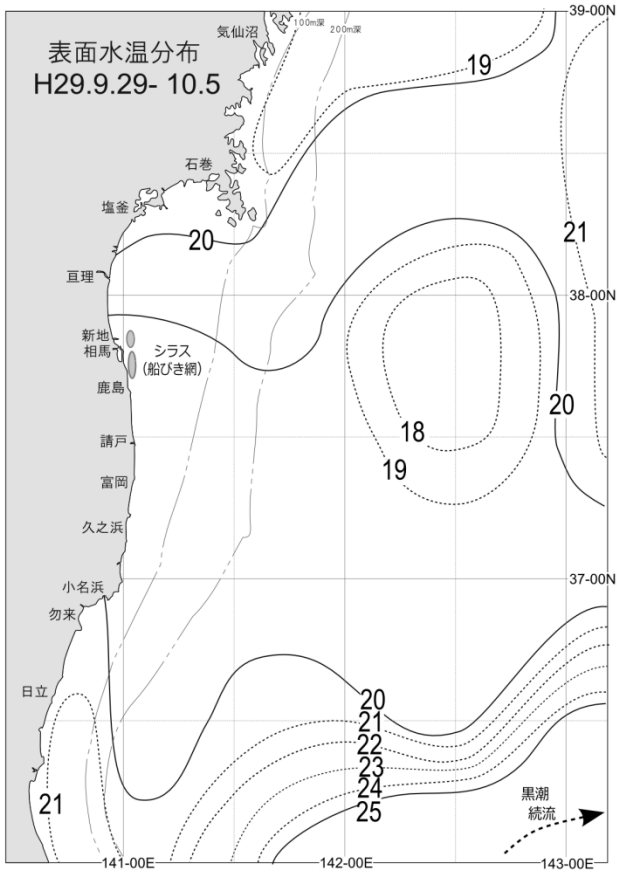 39-00N
気仙沼
100m深
200m深
表面水温分布
H29.9.29- 10.5
19
石巻
塩釜
20
21
亘理
38-00N
新地
相馬
シラス
(船びき網)
鹿島
20
18
請戸
19
富岡
久之浜
37-00N
小名浜
勿来
日立
20
21
22
23
24
25
21
黒潮
続流
141-00E
142-00E
143-00E